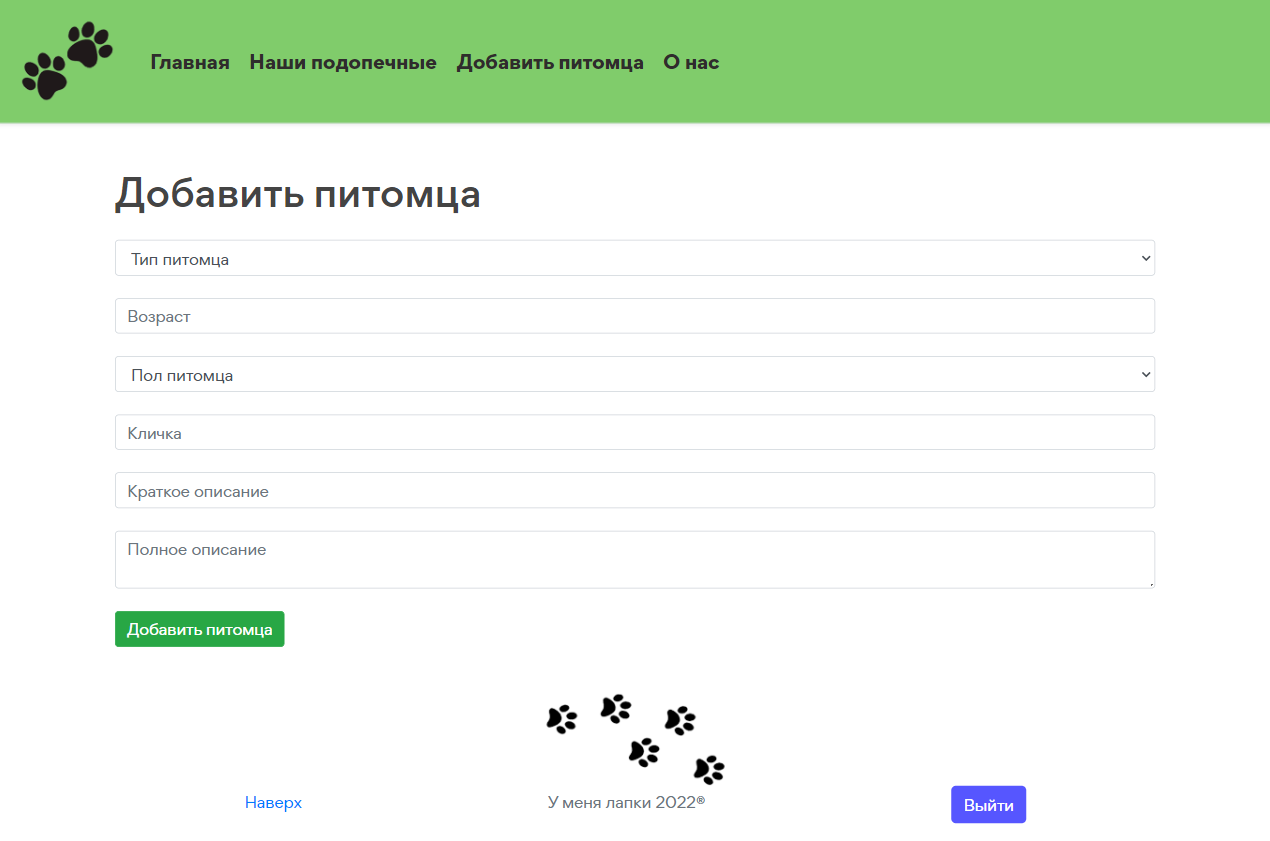 Главная Наши подопечные Добавить питомца О нас
Добавить питомца
Тип питомца
Возраст
Пол питомца
Кличка
Краткое описание
Полное описание
Добавить питомца
Наверх У меня лапки 2022® Выйти